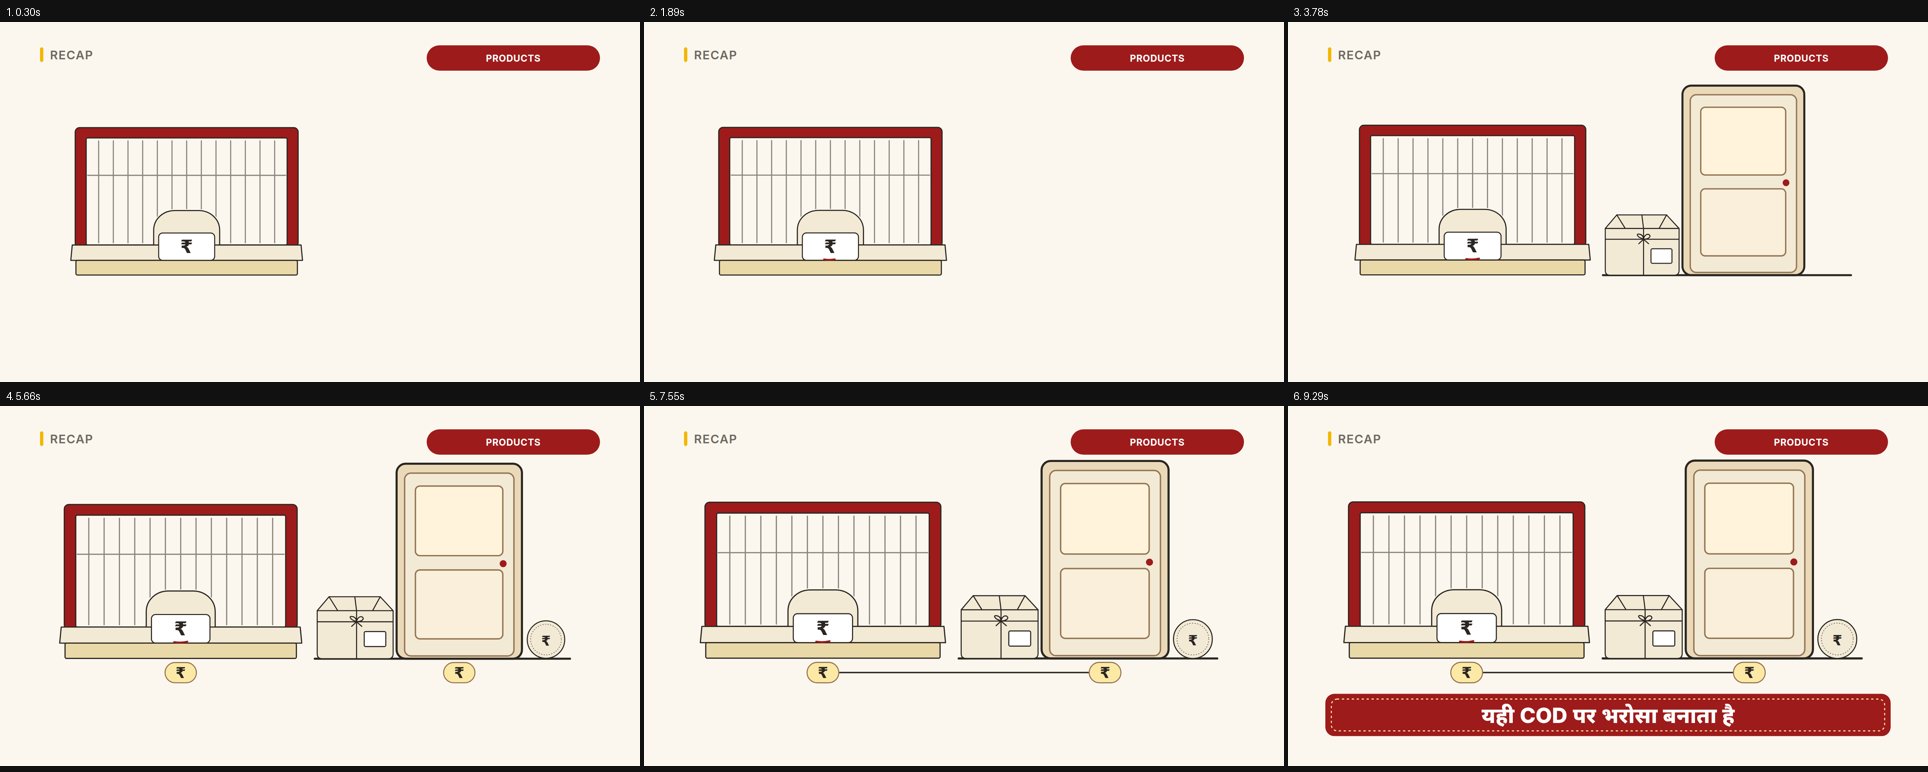 1. 0.30s
RECAP
PRODUCTS
₹
2. 1.89s
RECAP
PRODUCTS
₹
3. 3.78s
RECAP
PRODUCTS
₹
4. 5.66s
RECAP
PRODUCTS
₹
₹
₹ ₹
5. 7.55s
RECAP
PRODUCTS
₹
₹
₹ ₹
6. 9.29s
RECAP
PRODUCTS
₹
₹
₹ ₹
यही COD पर भरोसा बनाता है